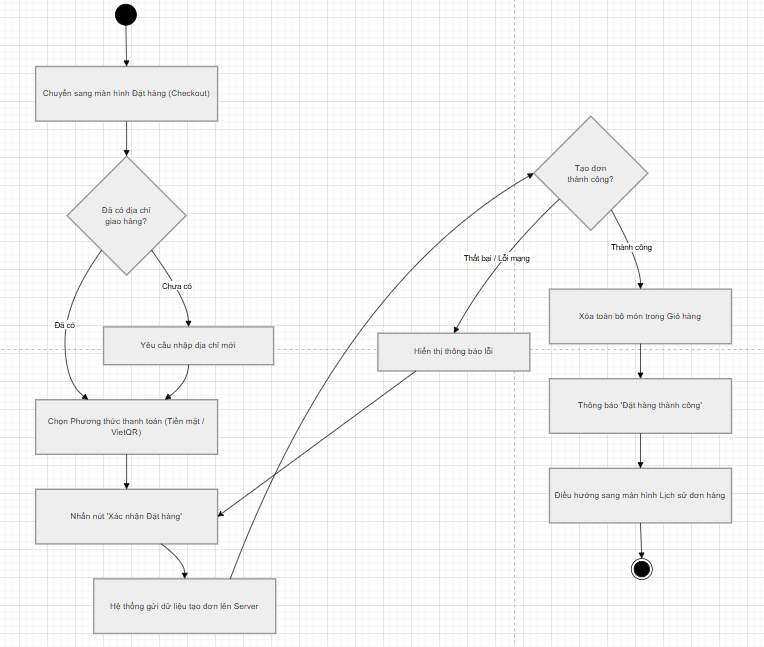 Chuyển sang màn hình Đặt hàng (Checkout)
Đã có địa chỉ
giao hàng?
Chưa có
Đã có
Yêu cầu nhập địa chỉ mới
Chọn Phương thức thanh toán (Tiền mặt /
VietQR)
Nhấn nút 'Xác nhận Đặt hàng'
Hệ thống gửi dữ liệu tạo đơn lên Server
Tạo đơn
thành công?
Thất bại / Lỗi mạng
Thành công
Hiển thị thông báo lỗi
Xóa toàn bộ món trong Giỏ hàng
Thông báo 'Đặt hàng thành công'
Điều hướng sang màn hình Lịch sử đơn hàng